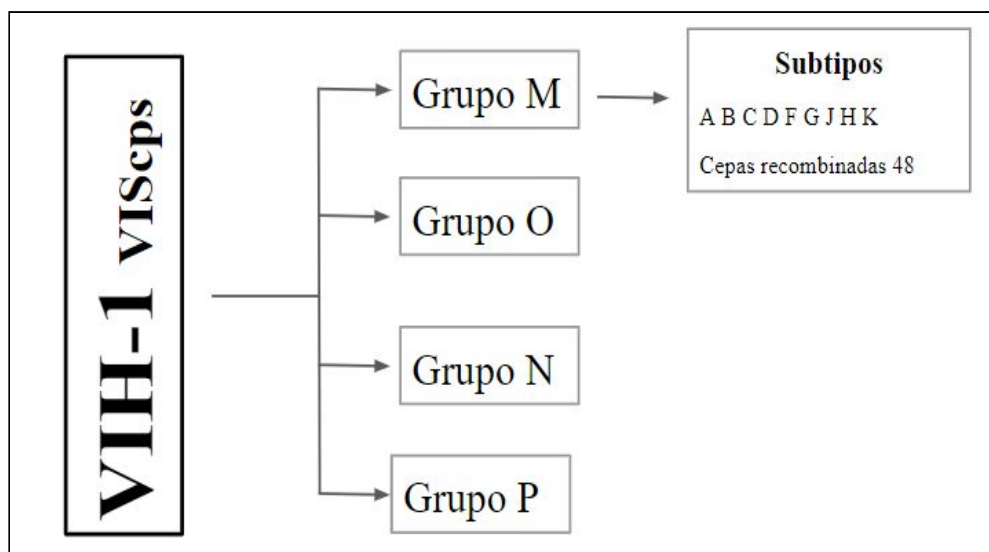 VIH-1 VIScps
Grupo M
Subtipos
A B C D F G J H K
Cepas recombinadas 48
Grupo O
Grupo N
Grupo P